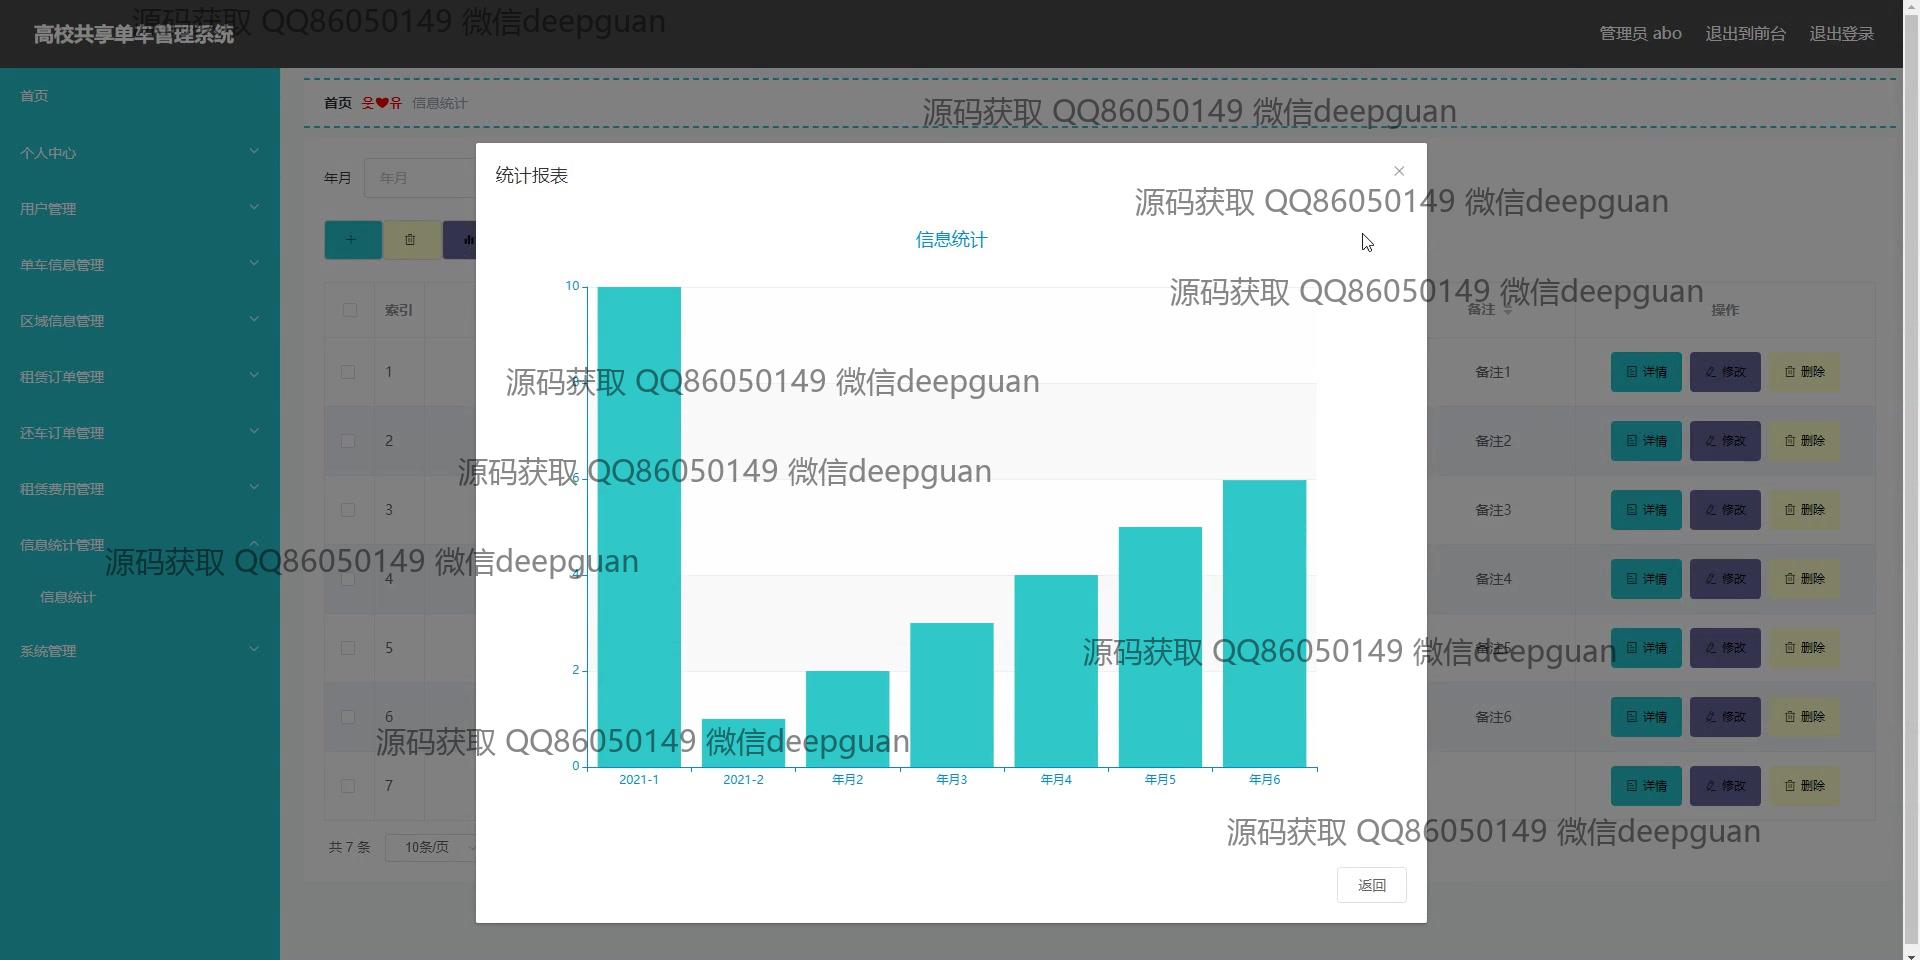 源码获取 QQ86050149 微信deepguan
高校共享单车管理系统
管理员 abo 退出到前台 退出登录
首页
个人中心
用户管理
单车信息管理
区域信息管理
租赁订单管理
还车订单管理
租赁费用管理
信息统计管理
信息统计
系统管理
首页 웃❤유 信息统计
源码获取 QQ86050149 微信deepguan
年月 年月
统计报表
源码获取 QQ86050149 微信deepguan
信息统计
源码获取 QQ86050149 微信deepguan
索引 备注 操作
1 备注1 详情 修改 删除
2 备注2 详情 修改 删除
3 备注3 详情 修改 删除
4 备注4 详情 修改 删除
5 备注5 详情 修改 删除
6 备注6 详情 修改 删除
7 详情 修改 删除
10
8
6
4
2
0
2021-1 2021-2 年月2 年月3 年月4 年月5 年月6
源码获取 QQ86050149 微信deepguan
源码获取 QQ86050149 微信deepguan
源码获取 QQ86050149 微信deepguan
源码获取 QQ86050149 微信deepguan
源码获取 QQ86050149 微信deepguan
源码获取 QQ86050149 微信deepguan
共 7 条 10条/页
返回